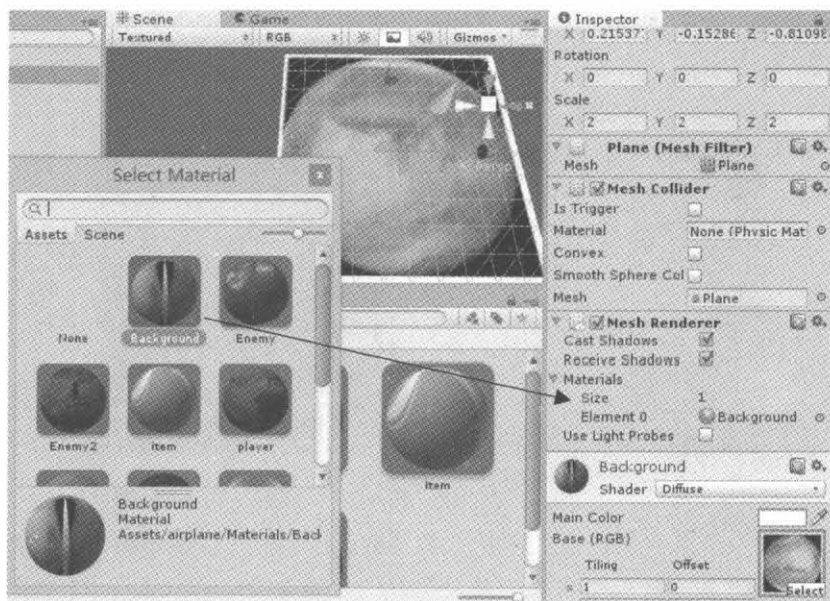 Scene
Game
Textured
RGB
Gizmos
Select Material
Assets Scene
None
Background
Enemy
Enemy2
item
player
Background
Material
Assets/airplane/Materials/Back
item
Inspector
X 0.21537 Y -0.15286 Z -0.81098
Rotation
X 0 Y 0 Z 0
Scale
X 2 Y 2 Z 2
Plane (Mesh Filter)
Mesh Plane
Mesh Collider
Is Trigger
Material None (Physic Mat
Convex
Smooth Sphere Col
Mesh Plane
Mesh Renderer
Cast Shadows
Receive Shadows
Materials
Size 1
Element 0 Background
Use Light Probes
Background
Shader Diffuse
Main Color
Base (RGB)
Tiling Offset
x 1 0
Select